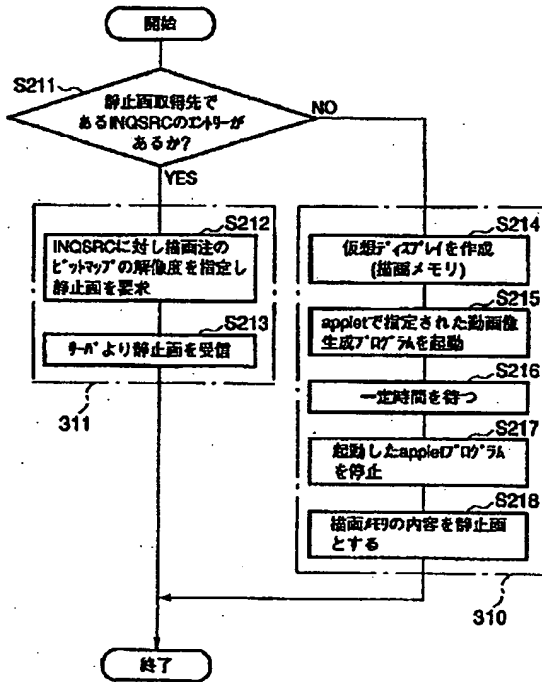 開始
S211
静止画取得先で
あるINQSRCのエントリーが
あるか?
NO
YES
S212
INQSRCに対し描画注の
ビットマップの解像度を指定し
静止画を要求
S213
サーバより静止画を受信
311
S214
仮想ディスプレイを作成
(描画メモリ)
S215
appletで指定された動画像
生成プログラムを起動
S216
一定時間を待つ
S217
起動したappletプログラム
を停止
S218
描画メモリの内容を静止画
とする
310
終了